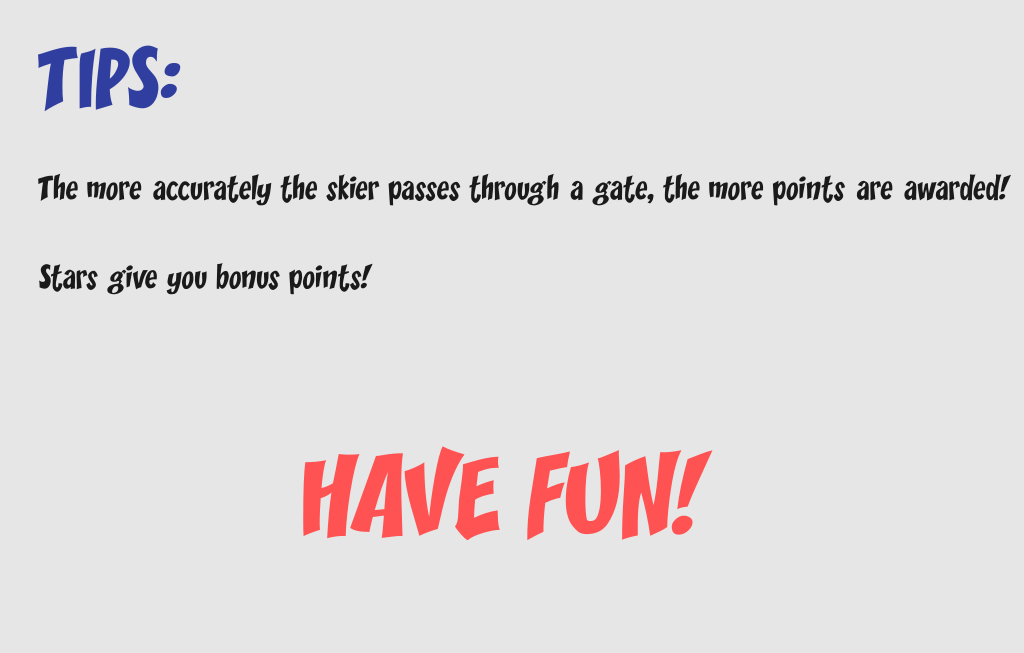 TIPS:
The more accurately the skier passes through a gate, the more points are awarded!
Stars give you bonus points!
HAVE FUN!